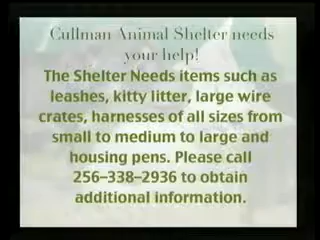 Cullman Animal Shelter needs
your help!
The Shelter Needs items such as
leashes, kitty litter, large wire
crates, harnesses of all sizes from
small to medium to large and
housing pens. Please call
256-338-2936 to obtain
additional information.